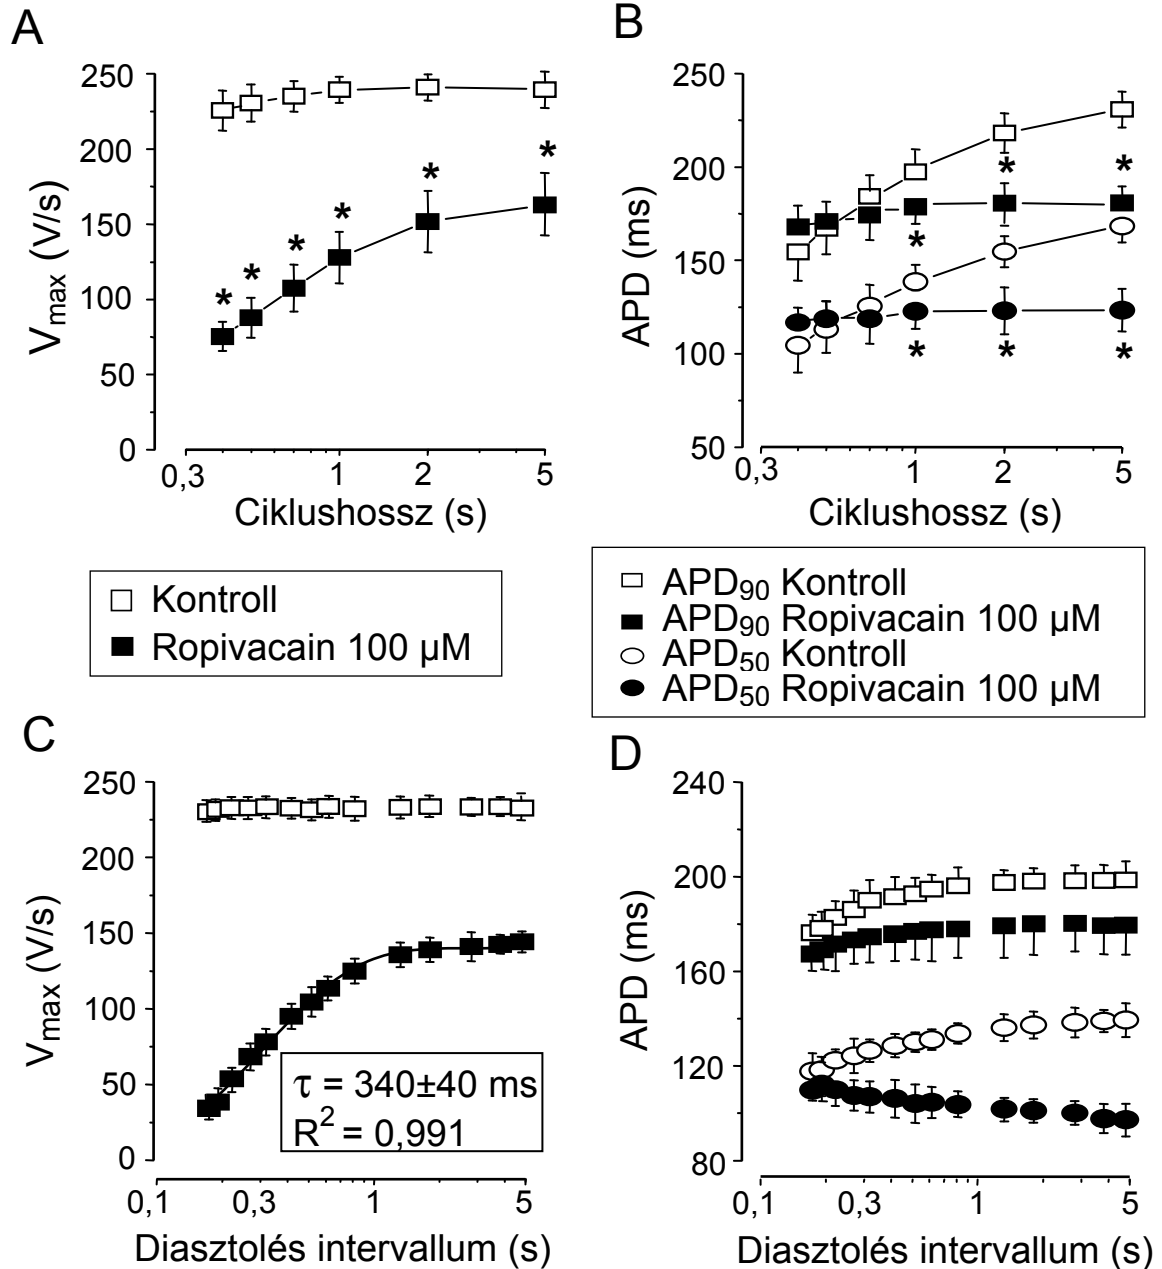 A
250
200
150
100
50
0
V max (V/s)
* * * * * *
0,3 1 2 5
Ciklushossz (s)
Kontroll
Ropivacain 100 µM
B
250
200
150
100
50
APD (ms)
* * *
* * *
0,3 1 2 5
Ciklushossz (s)
APD90 Kontroll
APD90 Ropivacain 100 µM
APD50 Kontroll
APD50 Ropivacain 100 µM
C
250
200
150
100
50
0
V max (V/s)
τ = 340±40 ms
R2 = 0,991
0,1 0,3 1 5
Diasztolés intervallum (s)
D
240
200
160
120
80
APD (ms)
0,1 0,3 1 5
Diasztolés intervallum (s)